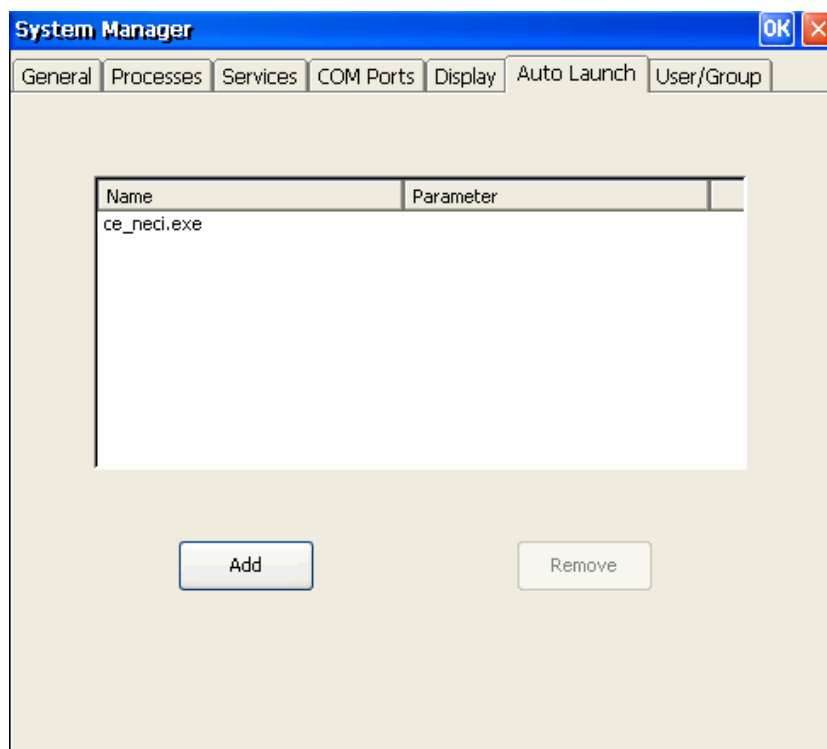 System Manager OK
General Processes Services COM Ports Display Auto Launch User/Group
Name Parameter
ce_neci.exe
Add Remove